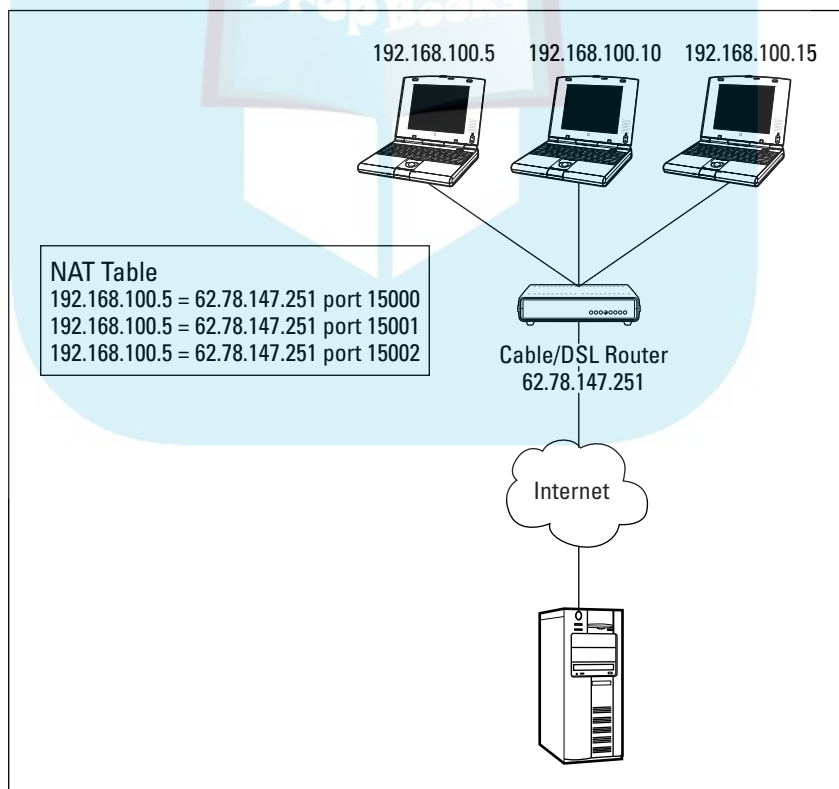 Drop Books
192.168.100.5 192.168.100.10 192.168.100.15
NAT Table
192.168.100.5 = 62.78.147.251 port 15000
192.168.100.5 = 62.78.147.251 port 15001
192.168.100.5 = 62.78.147.251 port 15002
Cable/DSL Router
62.78.147.251
Internet